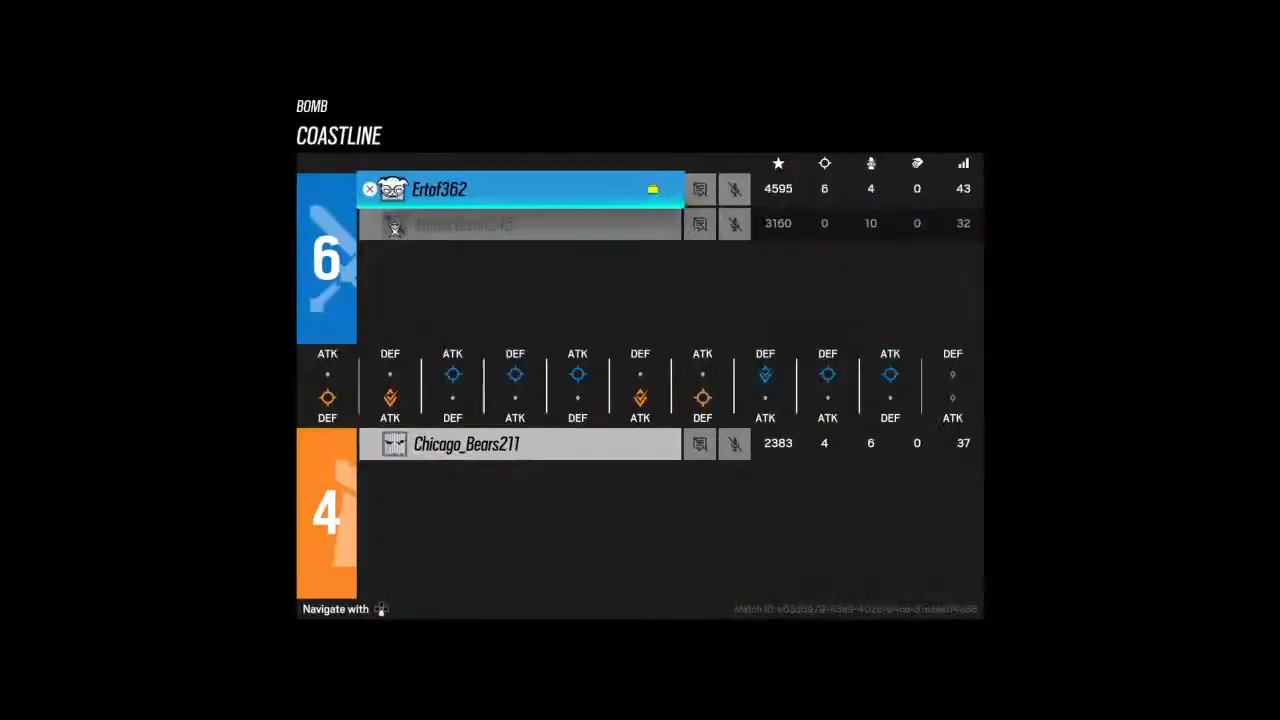 BOMB
COASTLINE
6
Ertof362
4595 6 4 0 43
3160 0 10 0 32
ATK DEF ATK DEF ATK DEF ATK DEF DEF ATK DEF
DEF ATK DEF ATK DEF ATK DEF ATK ATK DEF ATK
4
Chicago_Bears211
2383 4 6 0 37
Navigate with
Match ID: